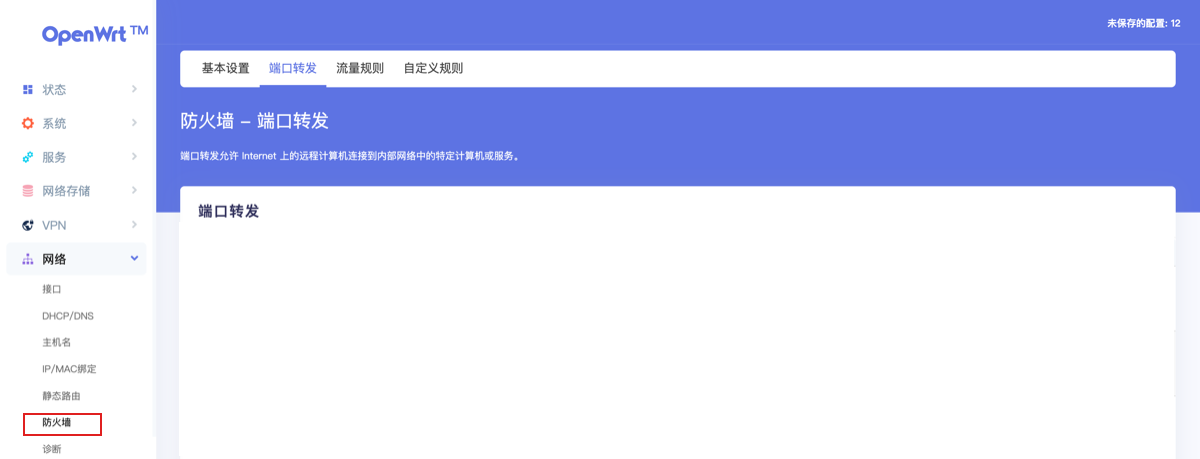 OpenWrt™
未保存的配置: 12
基本设置 端口转发 流量规则 自定义规则
状态
系统
服务
网络存储
VPN
网络
接口
DHCP/DNS
主机名
IP/MAC绑定
静态路由
防火墙
诊断
防火墙 – 端口转发
端口转发允许 Internet 上的远程计算机连接到内部网络中的特定计算机或服务。
端口转发